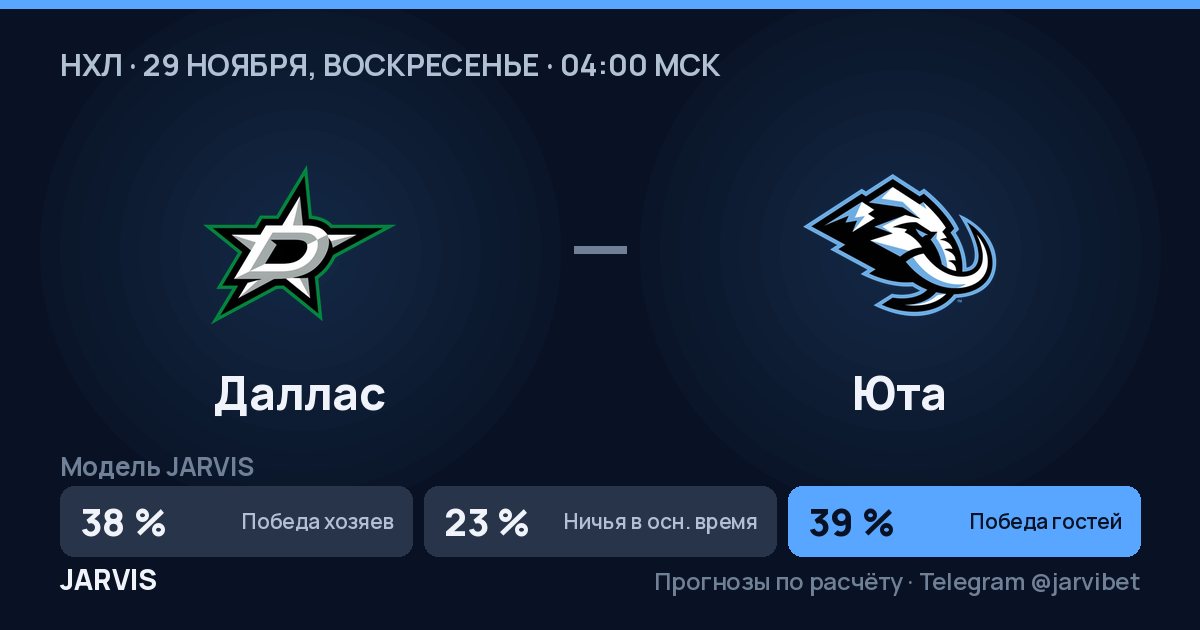 НХЛ · 29 НОЯБРЯ, ВОСКРЕСЕНЬЕ · 04:00 МСК
D
—
Даллас
Юта
Модель JARVIS
38 % Победа хозяев
23 % Ничья в осн. время
39 % Победа гостей
JARVIS
Прогнозы по расчёту · Telegram @jarvibet